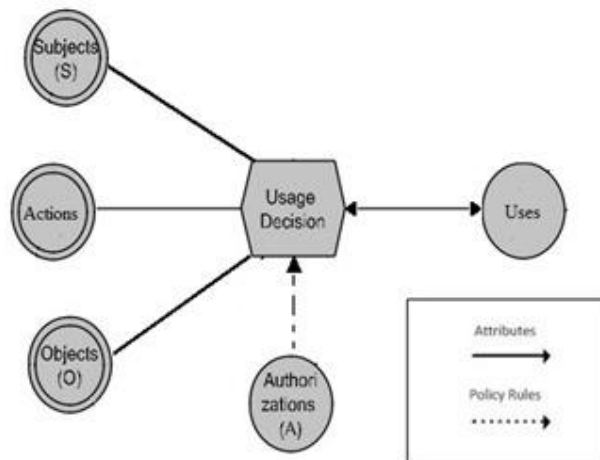 Subjects
(S)
Actions
Usage
Decision
Uses
Objects
(O)
Authori
zations
(A)
Attributes
Policy Rules